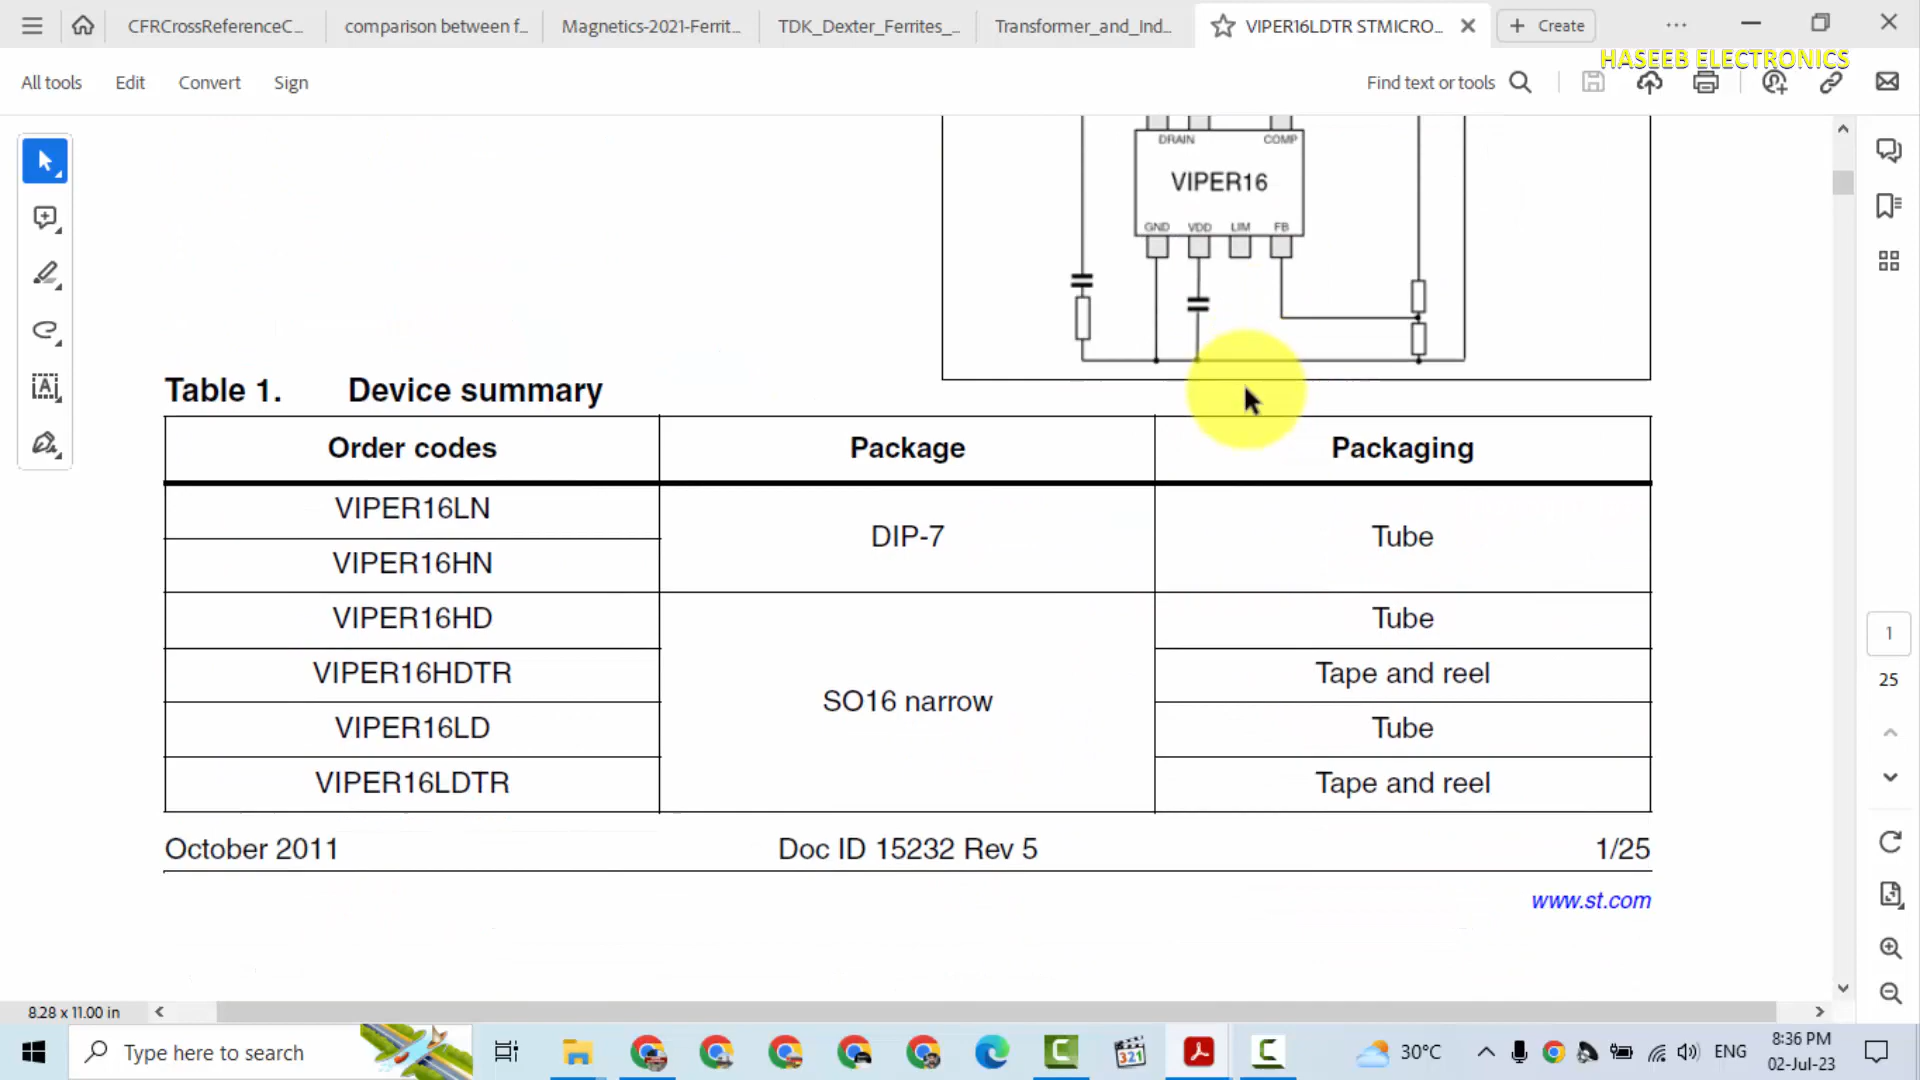 CFRCrossReferenceC...
comparison between f...
Magnetics-2021-Ferrit...
TDK_Dexter_Ferrites_...
Transformer_and_Ind...
VIPER16LDTR STMICRO...
Create
HASEEB ELECTRONICS
All tools
Edit
Convert
Sign
Find text or tools
DRAIN
COMP
VIPER16
GND
VDD
LIM
FB
Table 1. Device summary
Order codes
Package
Packaging
VIPER16LN
DIP-7
Tube
VIPER16HN
VIPER16HD
SO16 narrow
Tube
VIPER16HDTR
Tape and reel
VIPER16LD
Tube
VIPER16LDTR
Tape and reel
October 2011
Doc ID 15232 Rev 5
1/25
www.st.com
1
25
8.28 x 11.00 in
Type here to search
321
30°C
ENG
8:36 PM
02-Jul-23